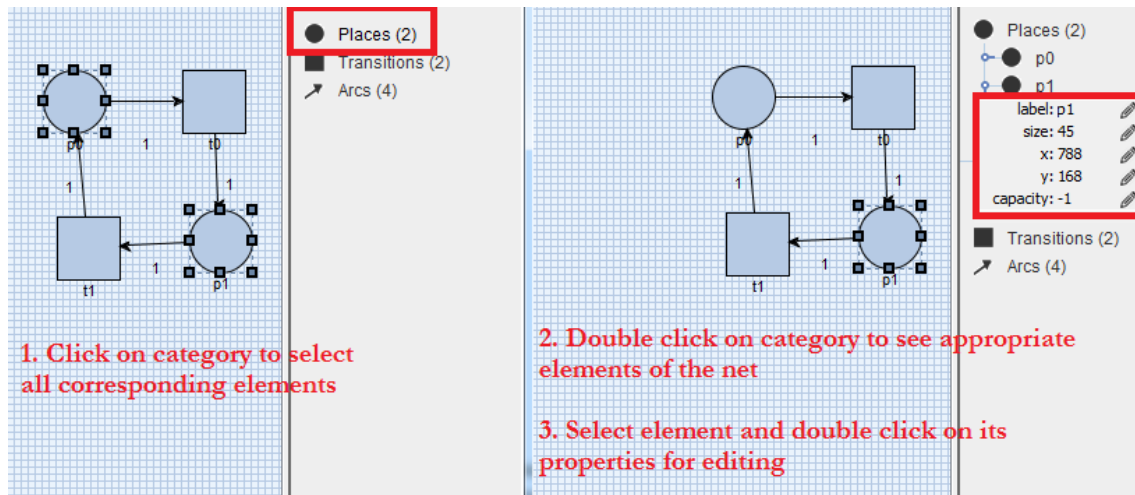 Places (2)
Transitions (2)
Arcs (4)
p0
t0
1
1
1
1
t1
p1
1. Click on category to select
all corresponding elements
p0
t0
1
1
1
1
t1
p1
2. Double click on category to see appropriate
elements of the net
3. Select element and double click on its
properties for editing
Places (2)
p0
p1
label: p1
size: 45
x: 788
y: 168
capacity: -1
Transitions (2)
Arcs (4)